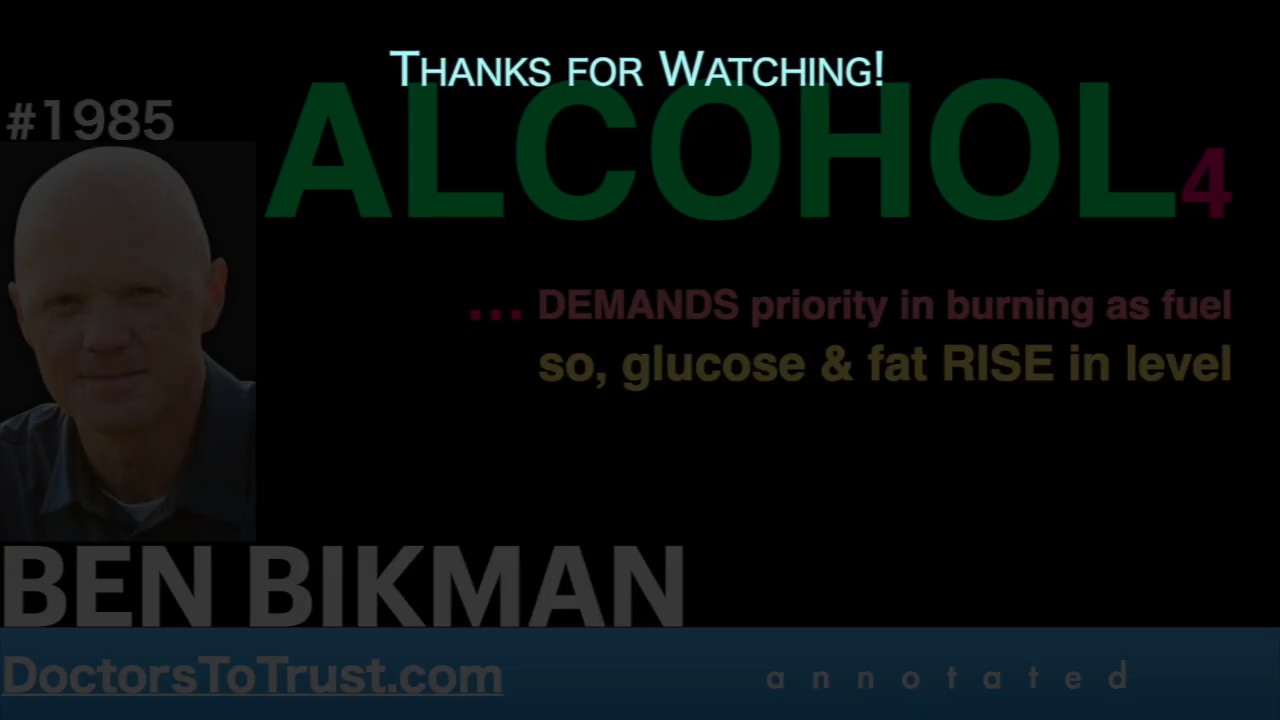 THANKS FOR WATCHING!
#1985
ALCOHOL4
... DEMANDS priority in burning as fuel
so, glucose & fat RISE in level
BEN BIKMAN
DoctorsToTrust.com
annotated